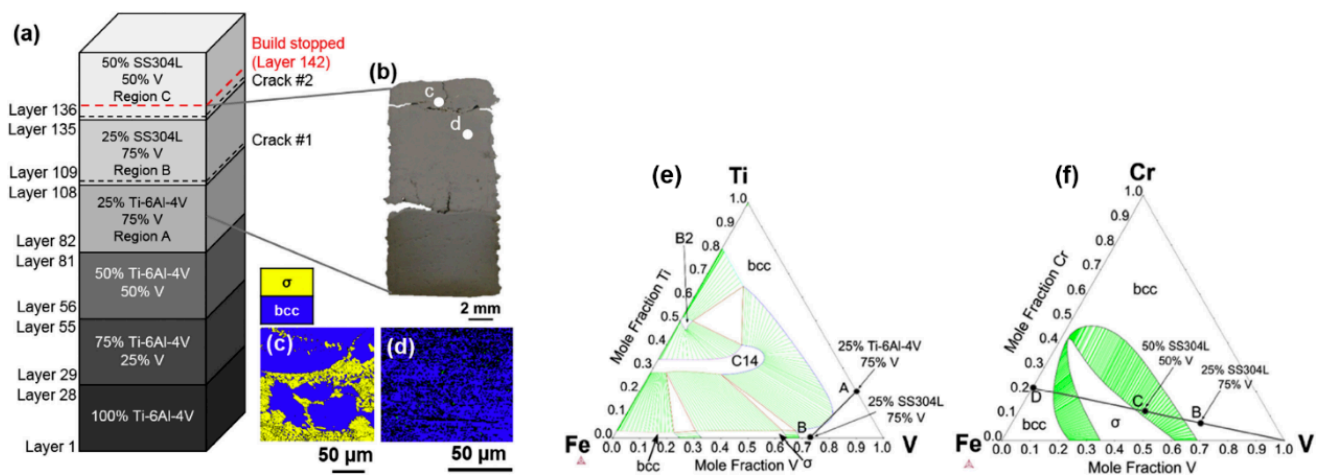 (a)
50% SS304L
50% V
Region C
Build stopped
(Layer 142)
Crack #2
Layer 136
Layer 135
25% SS304L
75% V
Region B
Crack #1
Layer 109
Layer 108
25% Ti-6Al-4V
75% V
Region A
Layer 82
Layer 81
50% Ti-6Al-4V
50% V
Layer 56
Layer 55
75% Ti-6Al-4V
25% V
Layer 29
Layer 28
100% Ti-6Al-4V
Layer 1
(b)
c
d
2 mm
σ
bcc
(c)
50 µm
(d)
50 µm
(e)
Ti
1.0
0.9
0.8
0.7
0.6
0.5
0.4
0.3
0.2
0.1
0.0
Mole Fraction Ti
B2
bcc
C14
25% Ti-6Al-4V
75% V
A
25% SS304L
75% V
B
Fe
V
0.0 0.1 0.2 0.3 0.4 0.5 0.6 0.7 0.8 0.9 1.0
bcc
Mole Fraction V
σ
(f)
Cr
1.0
0.9
0.8
0.7
0.6
0.5
0.4
0.3
0.2
0.1
0.0
Mole Fraction Cr
bcc
50% SS304L
50% V
25% SS304L
75% V
D
C
B
bcc
σ
Fe
V
0.0 0.1 0.2 0.3 0.4 0.5 0.6 0.7 0.8 0.9 1.0
Mole Fraction V